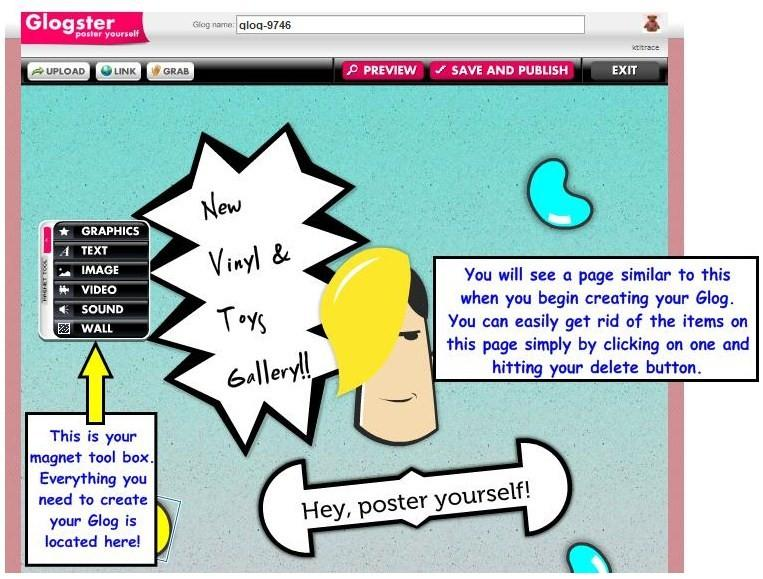 Glogster
poster yourself
Glog name: glog-9746
ktitrace
UPLOAD LINK GRAB PREVIEW SAVE AND PUBLISH EXIT
New
Vinyl &
Toys
Gallery!!
MAGNET TOOL
GRAPHICS
TEXT
IMAGE
VIDEO
SOUND
WALL
You will see a page similar to this
when you begin creating your Glog.
You can easily get rid of the items on
this page simply by clicking on one and
hitting your delete button.
This is your
magnet tool box.
Everything you
need to create
your Glog is
located here!
Hey, poster yourself!